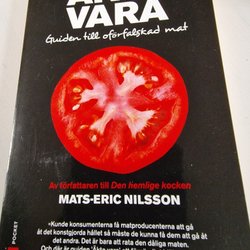 VARA
Guiden till oförfalskad mat
Av författaren till Den hemlige kocken
MATS-ERIC NILSSON
»Kunde konsumenterna få matproducenterna att gå
åt det konstgjorda hållet så måste de kunna få dem att gå åt
det andra. Det är bara att rata den dåliga maten.
POCKET